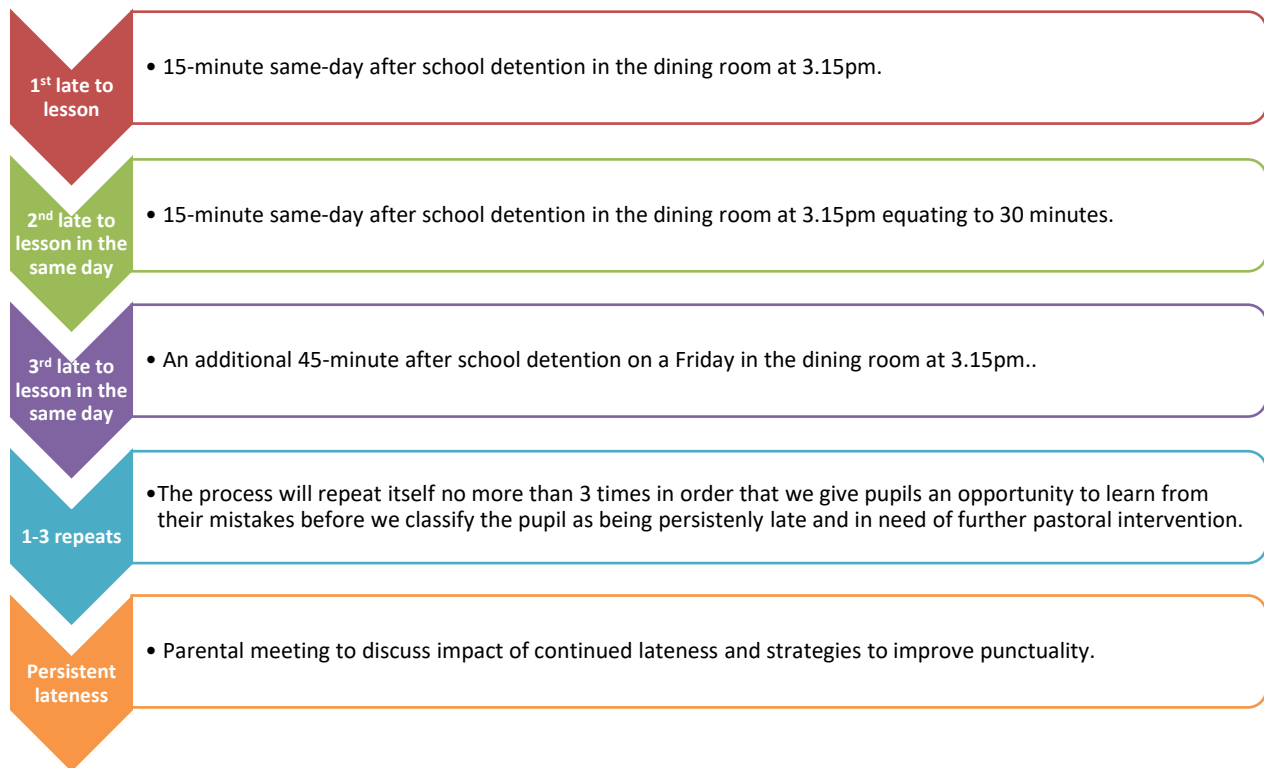 1st late to
lesson
• 15-minute same-day after school detention in the dining room at 3.15pm.
2nd late to
lesson in the
same day
• 15-minute same-day after school detention in the dining room at 3.15pm equating to 30 minutes.
3rd late to
lesson in the
same day
• An additional 45-minute after school detention on a Friday in the dining room at 3.15pm..
1-3 repeats
•The process will repeat itself no more than 3 times in order that we give pupils an opportunity to learn from
their mistakes before we classify the pupil as being persistenly late and in need of further pastoral intervention.
Persistent
lateness
• Parental meeting to discuss impact of continued lateness and strategies to improve punctuality.